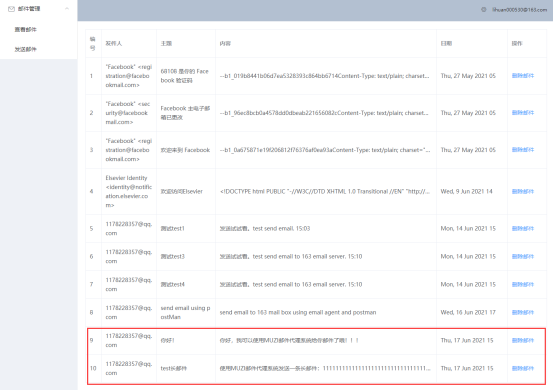 邮件管理
查看邮件
发送邮件
lihuan000530@163.com
编号 发件人 主题 内容 日期 操作
1 "Facebook" <registration@facebookmail.com> 68108 是你的 Facebook 验证码 --b1_019b8441b06d7ea5328393c864bb6714Content-Type: text/plain; charset... Thu, 27 May 2021 05 删除邮件
2 "Facebook" <security@facebookmail.com> Facebook 主电子邮箱已更改 --b1_96ec8bcb0a4578dd0dbeab221656082cContent-Type: text/plain; charset... Thu, 27 May 2021 05 删除邮件
3 "Facebook" <registration@facebookmail.com> 欢迎来到 Facebook --b1_0a675871e19f206812f76376af0ea93aContent-Type: text/plain; charset="... Thu, 27 May 2021 05 删除邮件
4 Elsevier Identity <identity@notification.elsevier.com> 欢迎访问Elsevier <!DOCTYPE html PUBLIC "-//W3C//DTD XHTML 1.0 Transitional //EN" "http://... Wed, 9 Jun 2021 14 删除邮件
5 1178228357@qq.com 测试test1 发送试试看。test send email. 15:03 Mon, 14 Jun 2021 15 删除邮件
6 1178228357@qq.com 测试test3 发送试试看。test send email to 163 email server. 15:10 Mon, 14 Jun 2021 15 删除邮件
7 1178228357@qq.com 测试test4 发送试试看。test send email to 163 email server. 15:10 Mon, 14 Jun 2021 15 删除邮件
8 1178228357@qq.com send email using postMan send email to 163 mail box using email agent and postman Wed, 16 Jun 2021 17 删除邮件
9 1178228357@qq.com 你好! 你好，我可以使用MUZI邮件代理系统给你邮件了哦！！！ Thu, 17 Jun 2021 15 删除邮件
10 1178228357@qq.com test长邮件 使用MUZI邮件代理系统发送一条长邮件：1111111111111111111111111111111... Thu, 17 Jun 2021 15 删除邮件